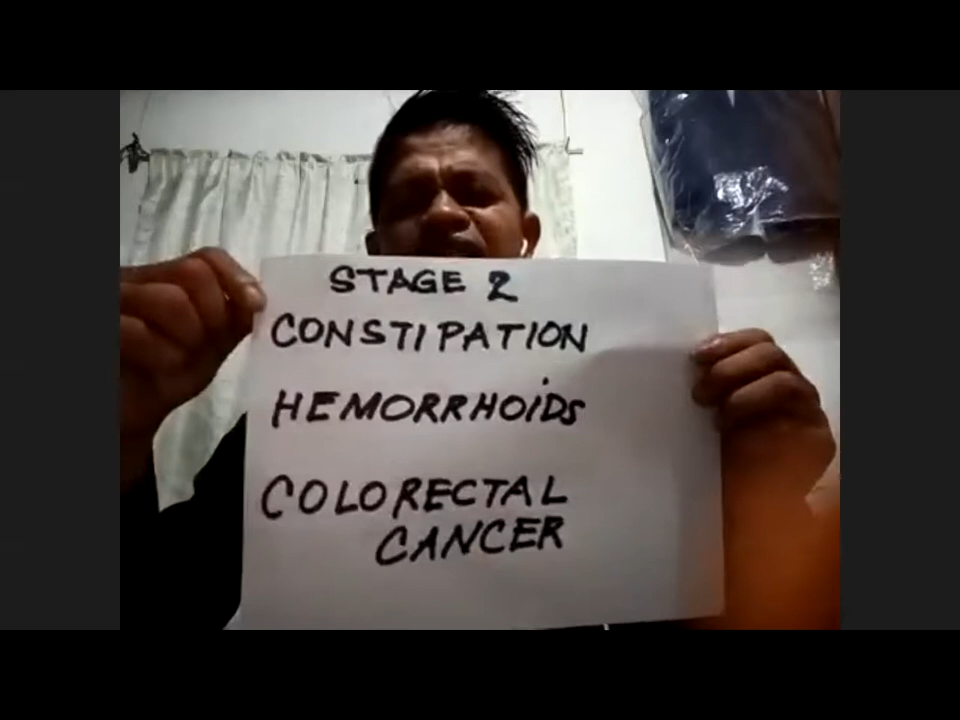 STAGE 2
CONSTIPATION
HEMORRHOiDS
COLORECTAL
CANCER